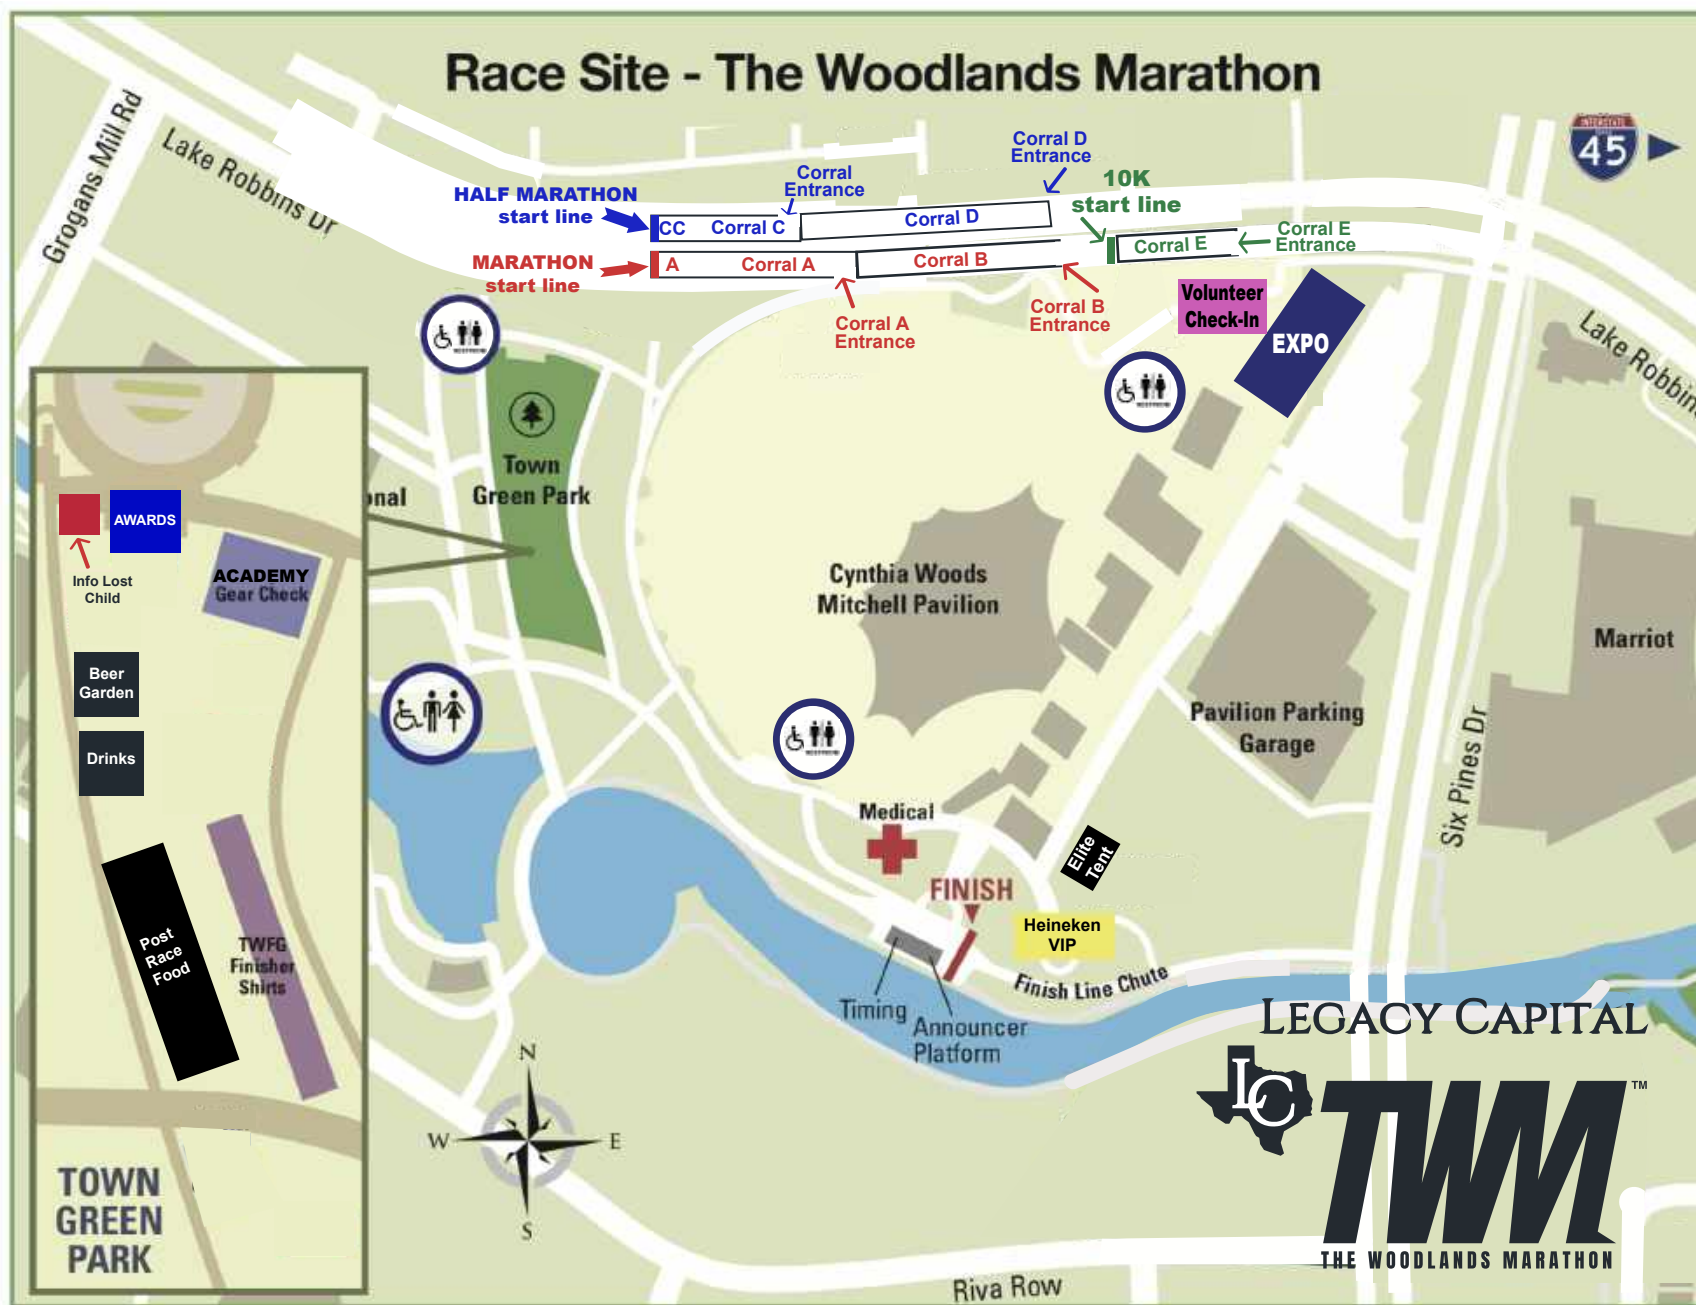 Race Site - The Woodlands Marathon
Grogans Mill Rd
Lake Robbins Dr
45
HALF MARATHON
start line
Corral
Entrance
Corral D
Entrance
10K
start line
CC
Corral C
Corral D
Corral E
Corral E
Entrance
MARATHON
start line
A
Corral A
Corral B
Corral A
Entrance
Corral B
Entrance
Volunteer
Check-In
EXPO
Lake Robbins
Town
Green Park
onal
AWARDS
Info Lost
Child
ACADEMY
Gear Check
Beer
Garden
Drinks
Post
Race
Food
TWFG
Finisher
Shirts
TOWN
GREEN
PARK
Cynthia Woods
Mitchell Pavilion
Marriot
Pavilion Parking
Garage
Six Pines Dr
Medical
FINISH
Elite
Tent
Heineken
VIP
Finish Line Chute
Timing
Announcer
Platform
N
W
E
S
Riva Row
LEGACY CAPITAL
LC
TWM
TM
THE WOODLANDS MARATHON